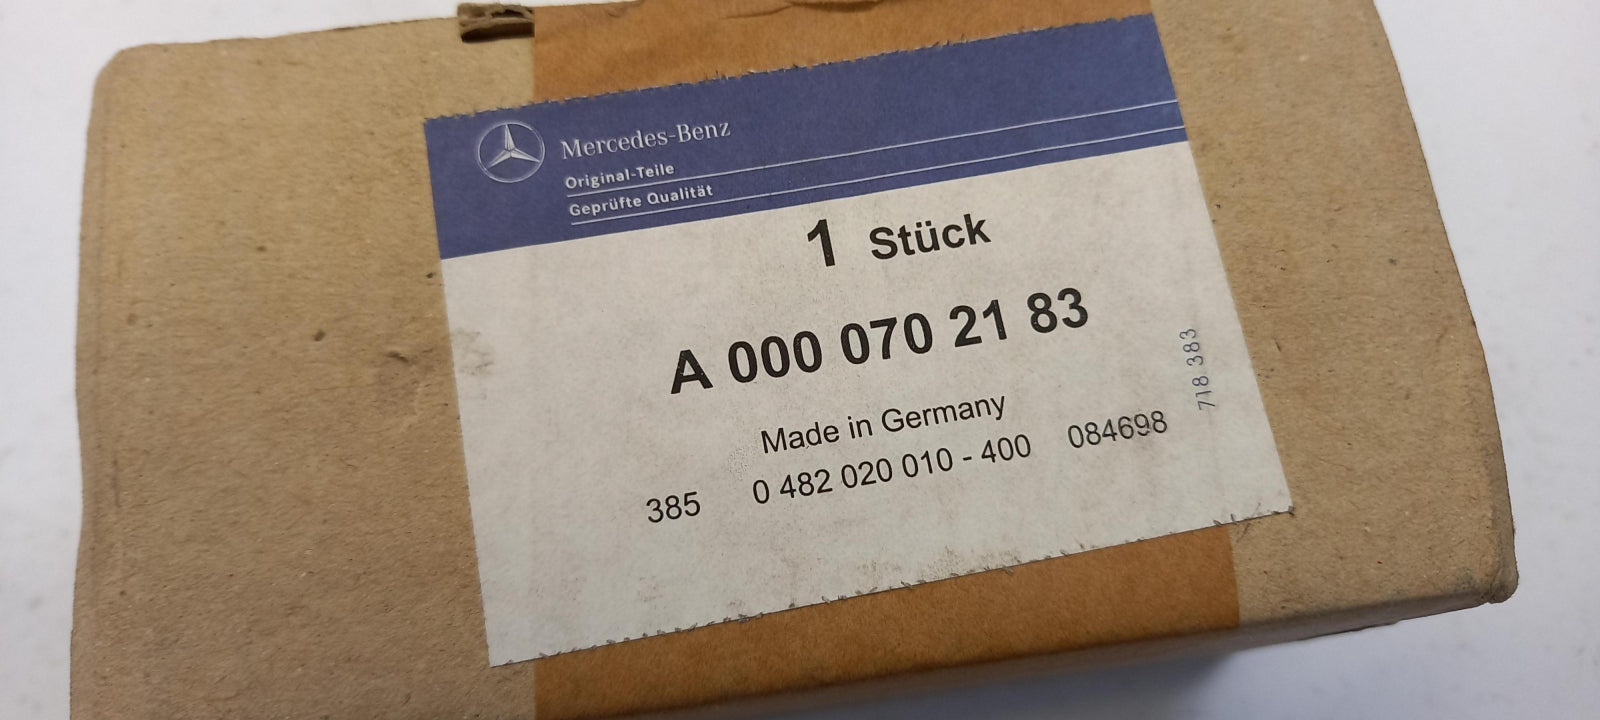 Mercedes-Benz
Original-Teile
Geprüfte Qualität
1 Stück
A 000 070 21 83
Made in Germany
385 0 482 020 010 - 400 084698
718 383